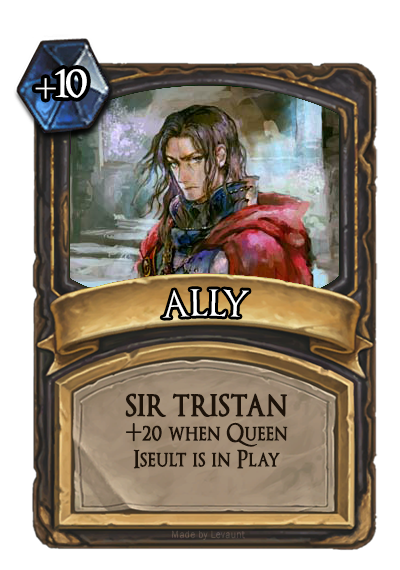 +10
ALLY
SIR TRISTAN
+20 WHEN QUEEN
ISEULT IS IN PLAY
Made by Levaunt